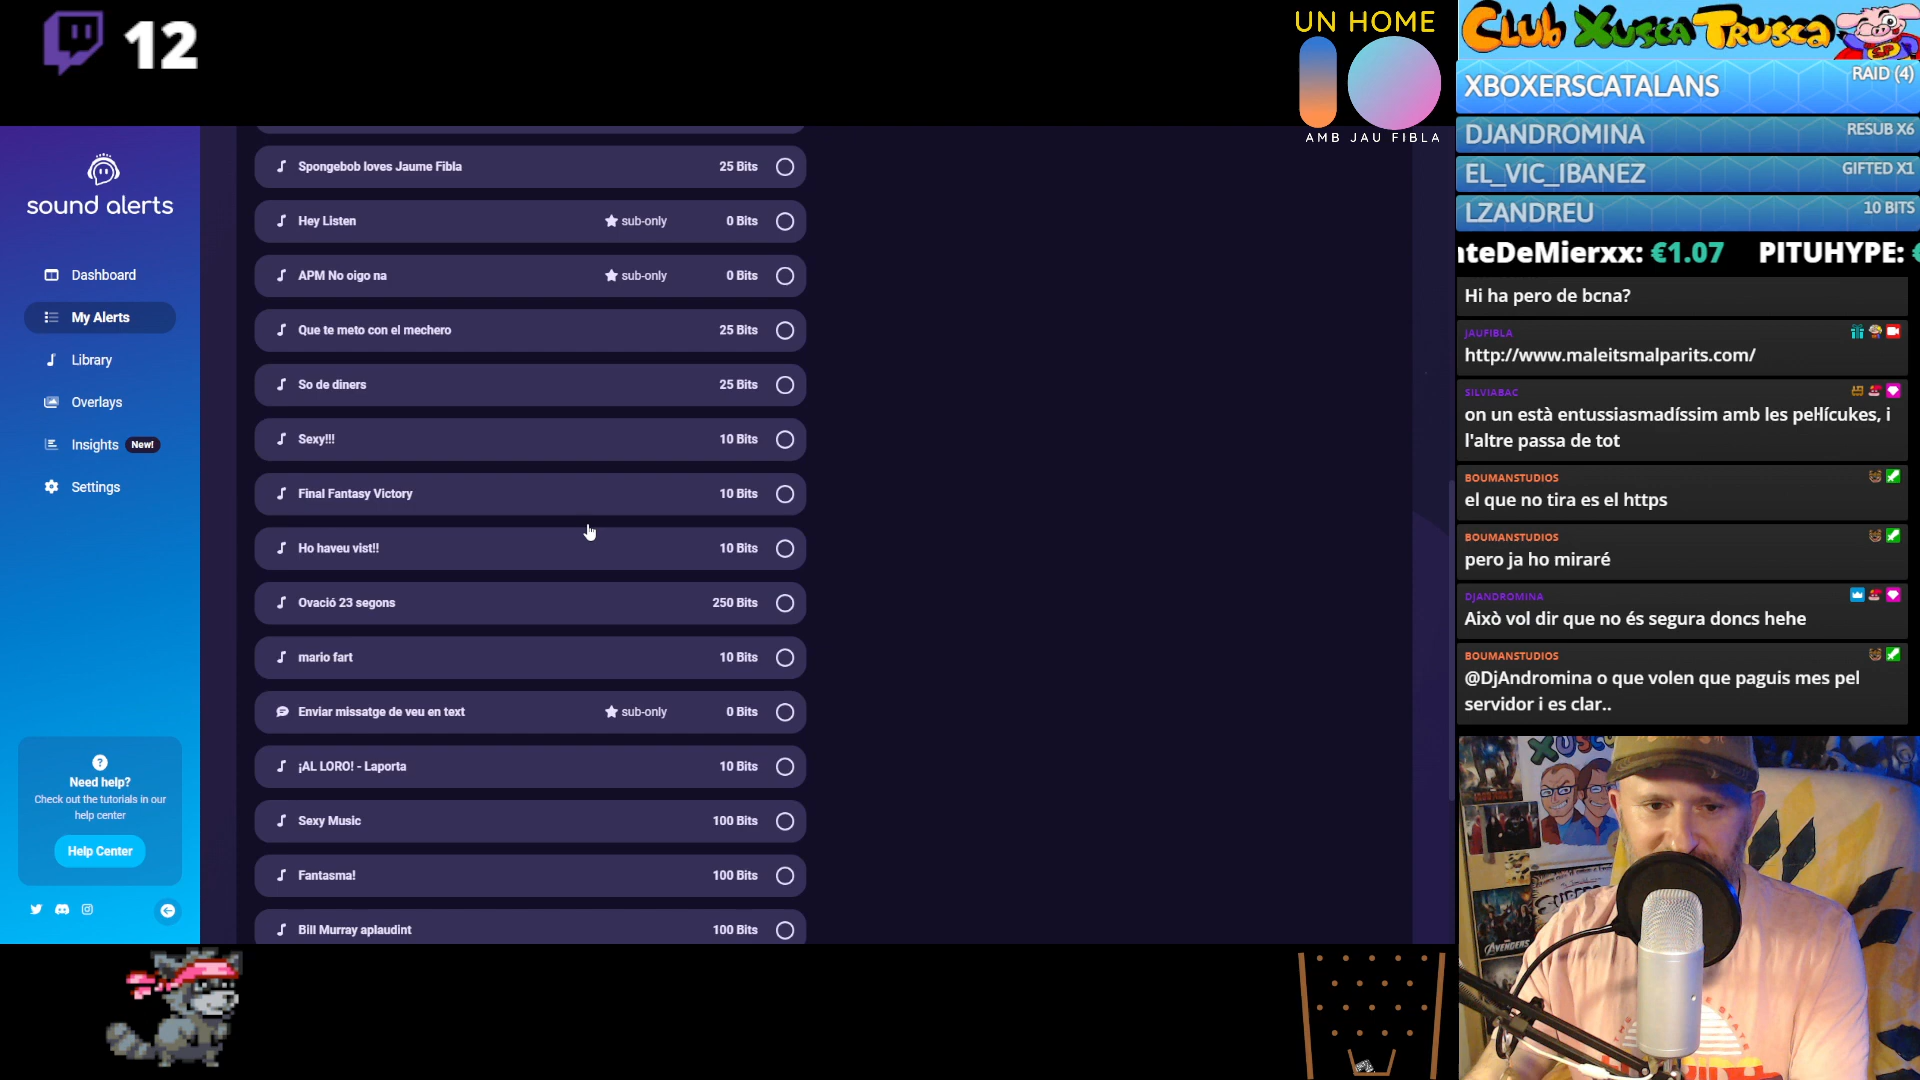 12
UN HOME
AMB JAU FIBLA
Club Xusca Trusca
SP
XBOXERSCATALANS RAID (4)
DJANDROMINA RESUB X6
EL_VIC_IBANEZ GIFTED X1
LZANDREU 10 BITS
nteDeMierxx: €1.07 PITUHYPE: €
sound alerts
Dashboard
My Alerts
Library
Overlays
Insights New!
Settings
Need help?
Check out the tutorials in our
help center
Help Center
Spongebob loves Jaume Fibla 25 Bits
Hey Listen sub-only 0 Bits
APM No oigo na sub-only 0 Bits
Que te meto con el mechero 25 Bits
So de diners 25 Bits
Sexy!!! 10 Bits
Final Fantasy Victory 10 Bits
Ho haveu vist!! 10 Bits
Ovació 23 segons 250 Bits
mario fart 10 Bits
Enviar missatge de veu en text sub-only 0 Bits
¡AL LORO! - Laporta 10 Bits
Sexy Music 100 Bits
Fantasma! 100 Bits
Bill Murray aplaudint 100 Bits
Hi ha pero de bcna?
JAUFIBLA
http://www.maleitsmalparits.com/
SILVIABAC
on un està entussiasmadíssim amb les pel·lícukes, i
l'altre passa de tot
BOUMANSTUDIOS
el que no tira es el https
BOUMANSTUDIOS
pero ja ho miraré
DJANDROMINA
Això vol dir que no és segura doncs hehe
BOUMANSTUDIOS
@DjAndromina o que volen que paguis mes pel
servidor i es clar..
AVENGERS